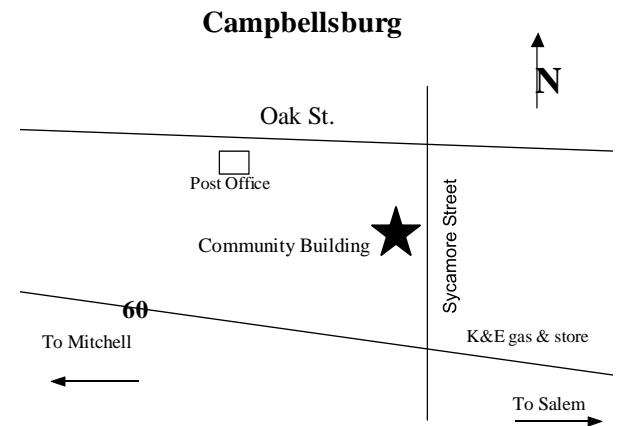 Campbellsburg
N
Oak St.
Post Office
Sycamore Street
Community Building
60
K&E gas & store
To Mitchell
To Salem